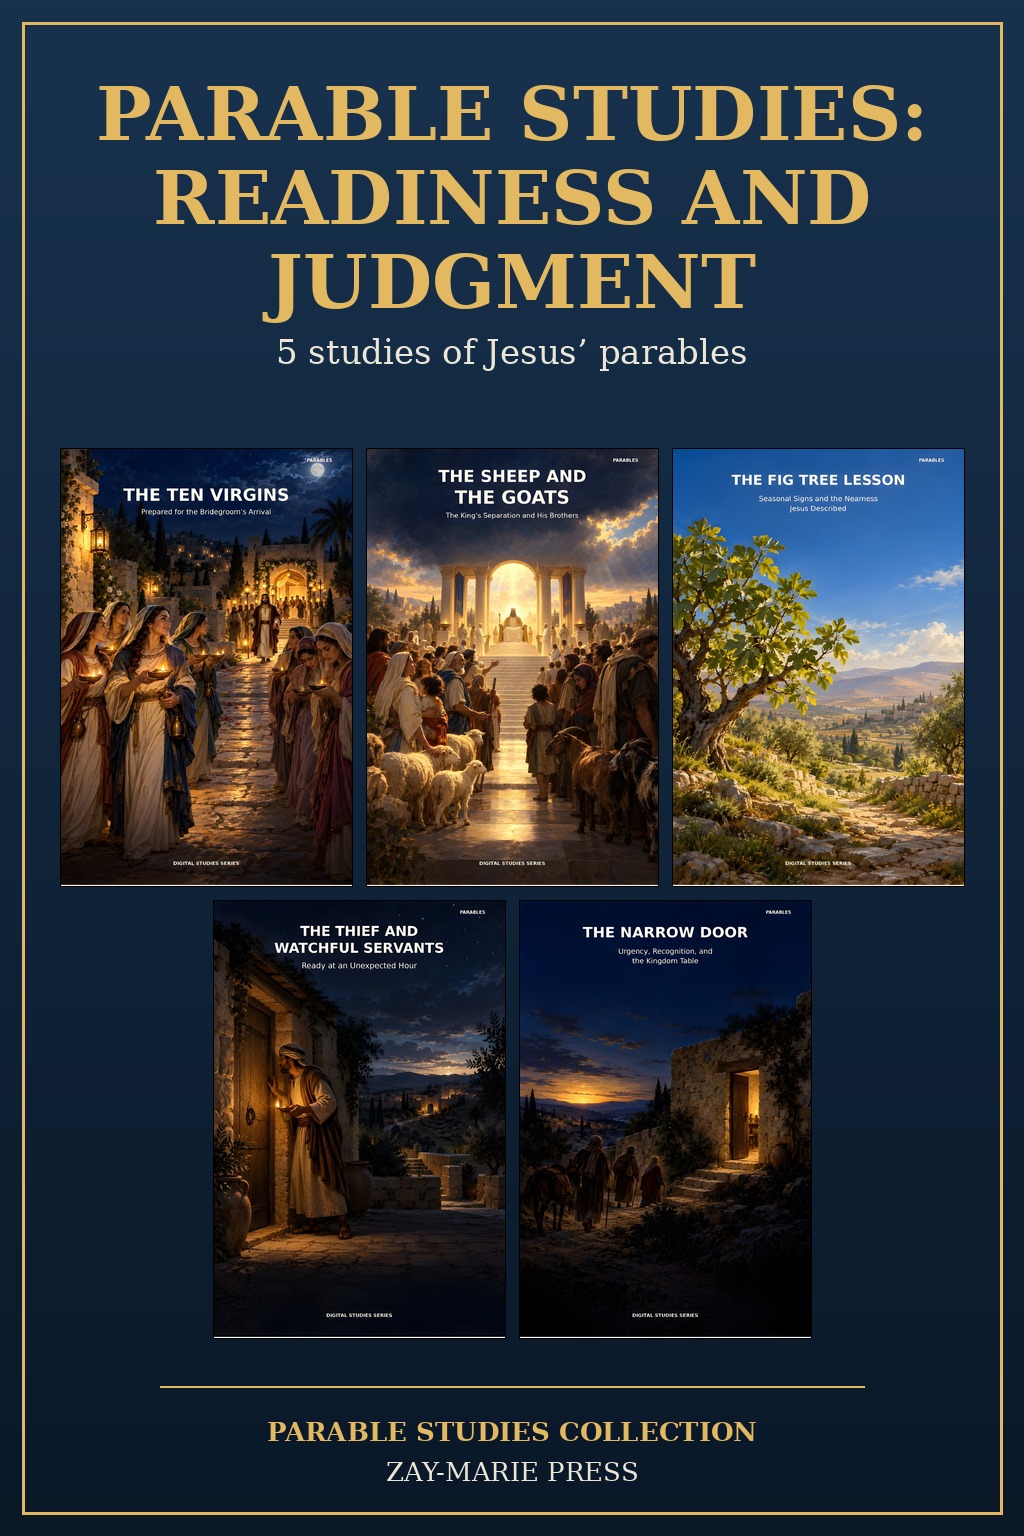 PARABLE STUDIES:
READINESS AND
JUDGMENT
5 studies of Jesus’ parables
PARABLES
THE TEN VIRGINS
Prepared for the Bridegroom’s Arrival
DIGITAL STUDIES SERIES
PARABLES
THE SHEEP AND
THE GOATS
The King’s Separation and His Brothers
DIGITAL STUDIES SERIES
PARABLES
THE FIG TREE LESSON
Seasonal Signs and the Nearness
Jesus Described
DIGITAL STUDIES SERIES
PARABLES
THE THIEF AND
WATCHFUL SERVANTS
Ready at an Unexpected Hour
DIGITAL STUDIES SERIES
PARABLES
THE NARROW DOOR
Urgency, Recognition, and
the Kingdom Table
DIGITAL STUDIES SERIES
PARABLE STUDIES COLLECTION
ZAY-MARIE PRESS